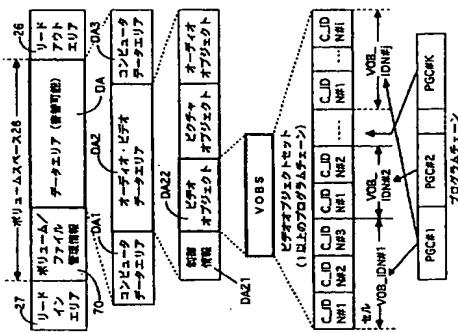 ボリュームスペース28
27
70
DA
26
リード
イン
エリア
ボリューム/
ファイル
管理情報
データエリア (書替可能)
リード
アウト
エリア
DA1
DA2
DA3
コンピュータ
データエリア
オーディオ・ビデオ
データエリア
コンピュータ
データエリア
DA22
DA21
制御
情報
ビデオ
オブジェクト
ピクチャ
オブジェクト
オーディオ
オブジェクト
VOBS
ビデオオブジェクトセット
(1以上のプログラムチェーン)
C_ID
N#1
C_ID
N#2
C_ID
N#3
C_ID
N#1
C_ID
N#2
C_ID
N#1
C_ID
N#i
セル
VOB_IDN#1
VOB_
IDN#2
VOB_
IDN#j
PGC#1
PGC#2
PGC#K
プログラムチェーン